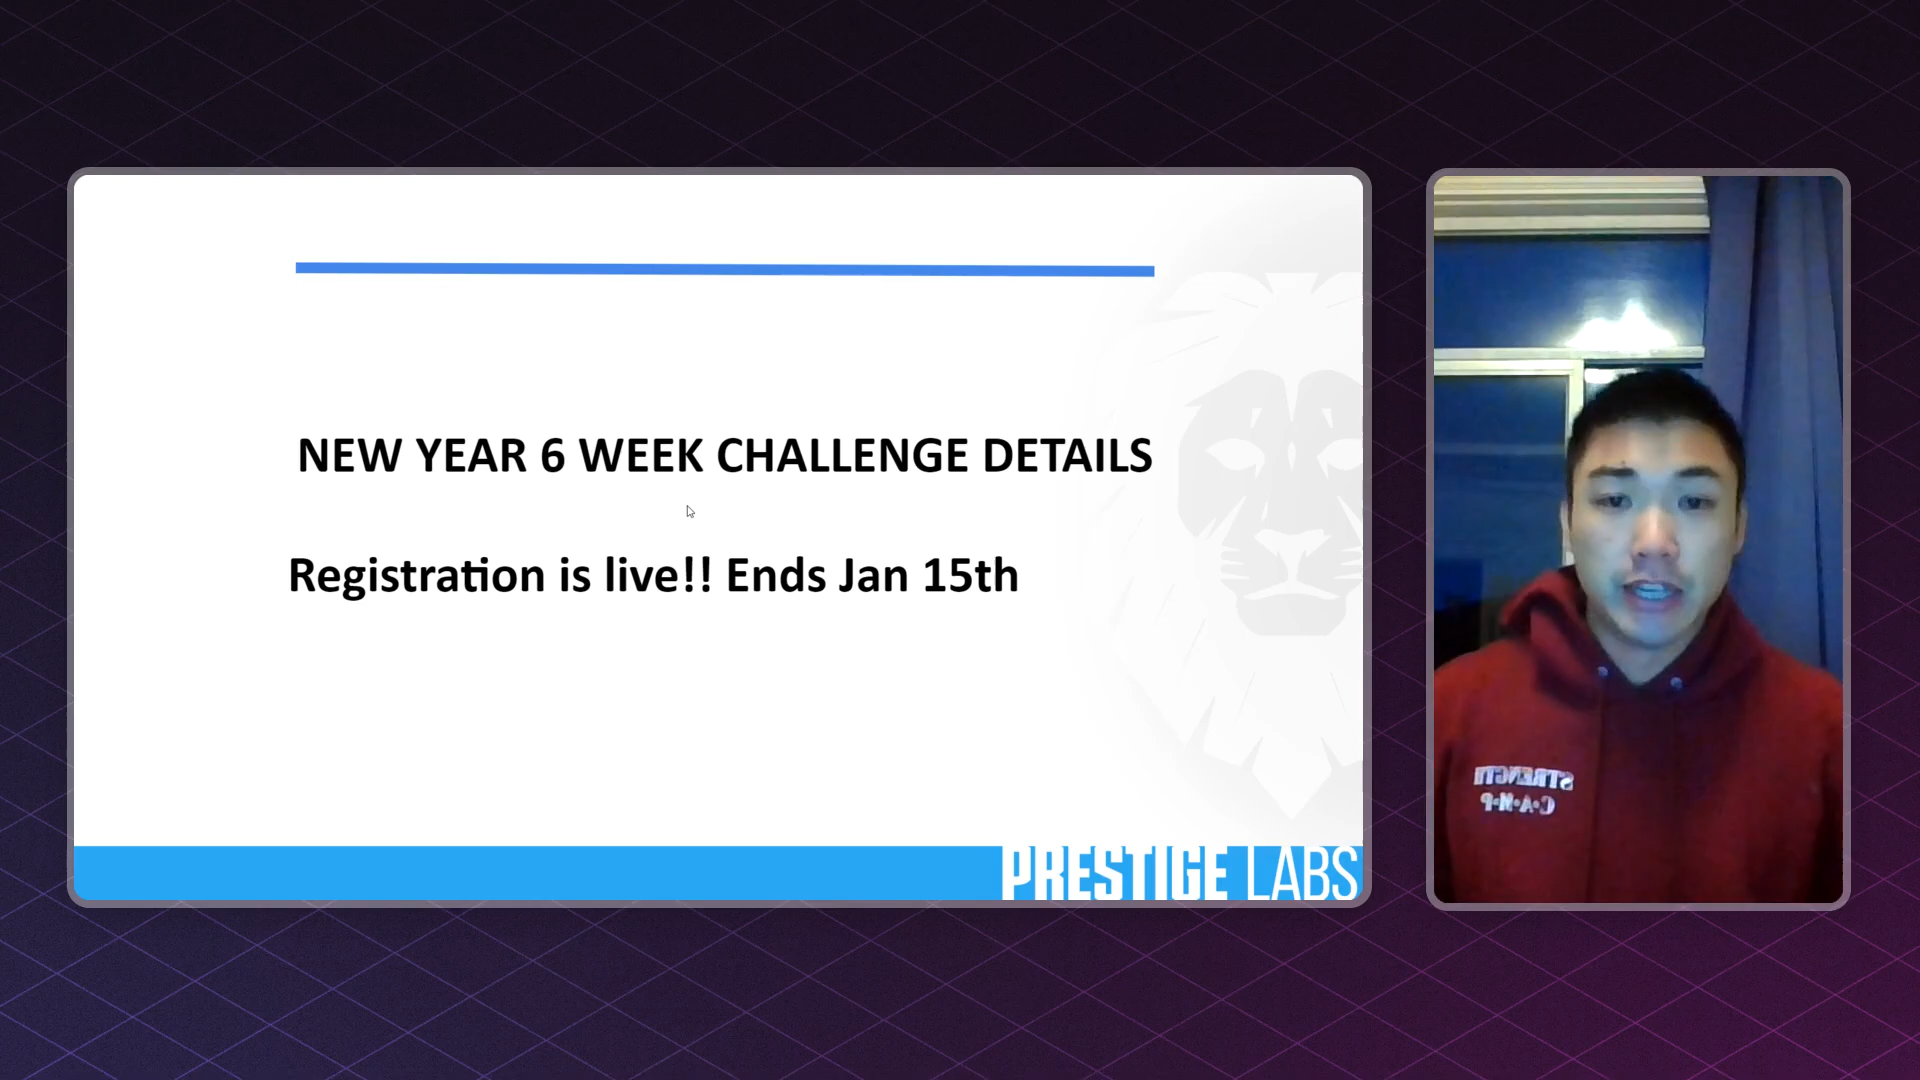 NEW YEAR 6 WEEK CHALLENGE DETAILS
Registration is live!! Ends Jan 15th
PRESTIGE LABS
STRENGTH
C•A•M•P